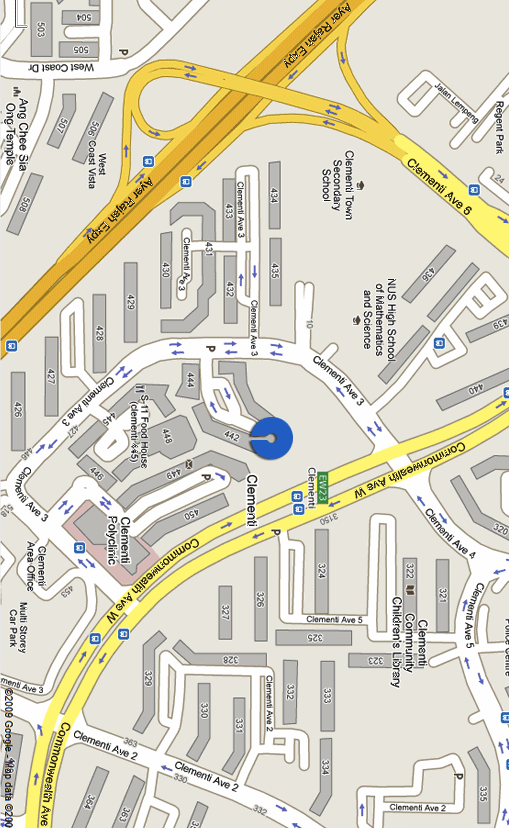 503
504
505
P
West Coast Dr
Ang Chee Sia
Ong Temple
507
506
West
Coast Vista
508
Ayer Rajah Expy
Ayer Rajah Expy
Jalan Lempeng
Regent Park
24
Clementi Ave 6
Clementi Town
Secondary
School
434
433
Clementi Ave 3
431
Clementi Ave 3
430
432
435
429
428
427
426
Clementi Ave 3
10
NUS High School
of Mathematics
and Science
436
439
440
Clementi Ave 3
P
444
442
Clementi Ave 3
S-11 Food House
(clementi 445)
445
448
446
449
P
450
Clementi
Clementi
EW23
3150
P
Commonwealth Ave W
Clementi Ave 4
320
Clementi Ave 3
Clementi
Polyclinic
Clementi
Area Office
453
Multi Storey
Car Park
Commonwealth Ave W
324
322
321
Clementi
Community
Children's Library
Clementi Ave 5
Clementi Ave 5
327
326
325
323
328
329
330
331
332
333
334
Clementi Ave 2
Clementi Ave 2
363
330
Clementi Ave 2
332
364
363
Commonwealth Ave
P
335
Clementi Ave 2
©2009 Google - Map data ©200